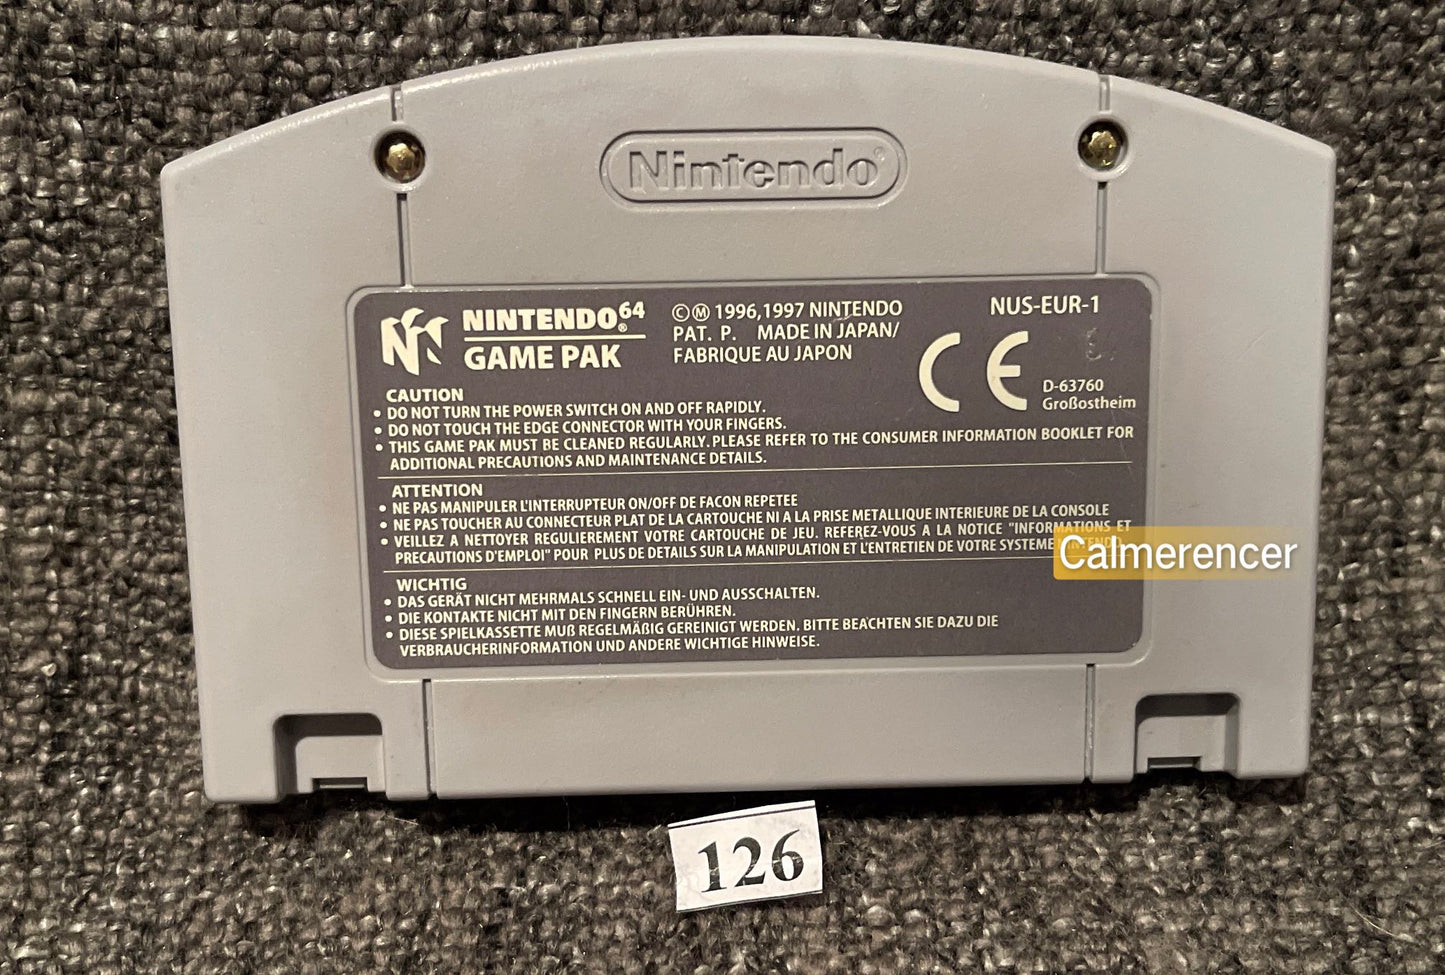 Nintendo®
NINTENDO64®
GAME PAK
©Ⓜ 1996,1997 NINTENDO
PAT. P. MADE IN JAPAN/
FABRIQUE AU JAPON
NUS-EUR-1
CE
D-63760
Großostheim
CAUTION
• DO NOT TURN THE POWER SWITCH ON AND OFF RAPIDLY.
• DO NOT TOUCH THE EDGE CONNECTOR WITH YOUR FINGERS.
• THIS GAME PAK MUST BE CLEANED REGULARLY. PLEASE REFER TO THE CONSUMER INFORMATION BOOKLET FOR
ADDITIONAL PRECAUTIONS AND MAINTENANCE DETAILS.
ATTENTION
• NE PAS MANIPULER L'INTERRUPTEUR ON/OFF DE FACON REPETEE
• NE PAS TOUCHER AU CONNECTEUR PLAT DE LA CARTOUCHE NI A LA PRISE METALLIQUE INTERIEURE DE LA CONSOLE
• VEILLEZ A NETTOYER REGULIEREMENT VOTRE CARTOUCHE DE JEU. REFEREZ-VOUS A LA NOTICE "INFORMATIONS ET
PRECAUTIONS D'EMPLOI" POUR PLUS DE DETAILS SUR LA MANIPULATION ET L'ENTRETIEN DE VOTRE SYSTEME NINTENDO.
Calmerencer
WICHTIG
• DAS GERÄT NICHT MEHRMALS SCHNELL EIN- UND AUSSCHALTEN.
• DIE KONTAKTE NICHT MIT DEN FINGERN BERÜHREN.
• DIESE SPIELKASSETTE MUß REGELMÄßIG GEREINIGT WERDEN. BITTE BEACHTEN SIE DAZU DIE
VERBRAUCHERINFORMATION UND ANDERE WICHTIGE HINWEISE.
126